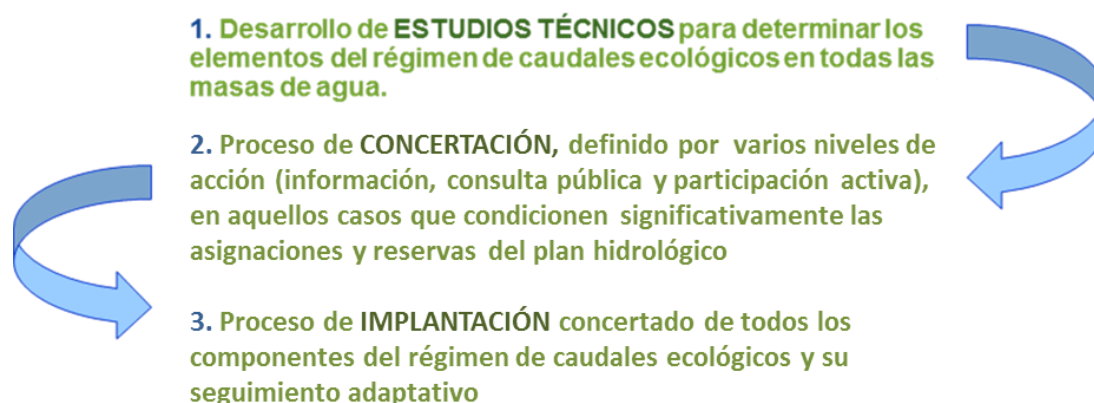 1. Desarrollo de ESTUDIOS TÉCNICOS para determinar los
elementos del régimen de caudales ecológicos en todas las
masas de agua.
2. Proceso de CONCERTACIÓN, definido por varios niveles de
acción (información, consulta pública y participación activa),
en aquellos casos que condicionen significativamente las
asignaciones y reservas del plan hidrológico
3. Proceso de IMPLANTACIÓN concertado de todos los
componentes del régimen de caudales ecológicos y su
seguimiento adaptativo